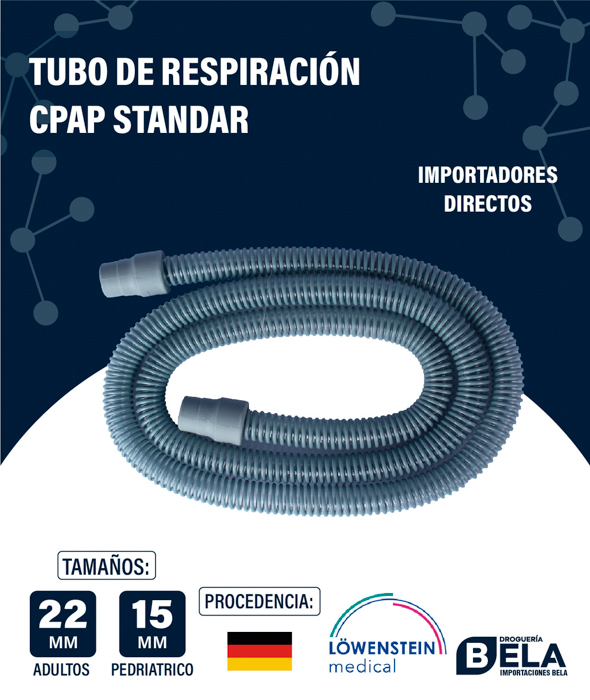 TUBO DE RESPIRACIÓN
CPAP STANDAR
IMPORTADORES
DIRECTOS
TAMAÑOS:
22
MM
ADULTOS
15
MM
PEDRIATRICO
PROCEDENCIA:
LÖWENSTEIN
medical
DROGUERÍA
BELA
IMPORTACIONES BELA